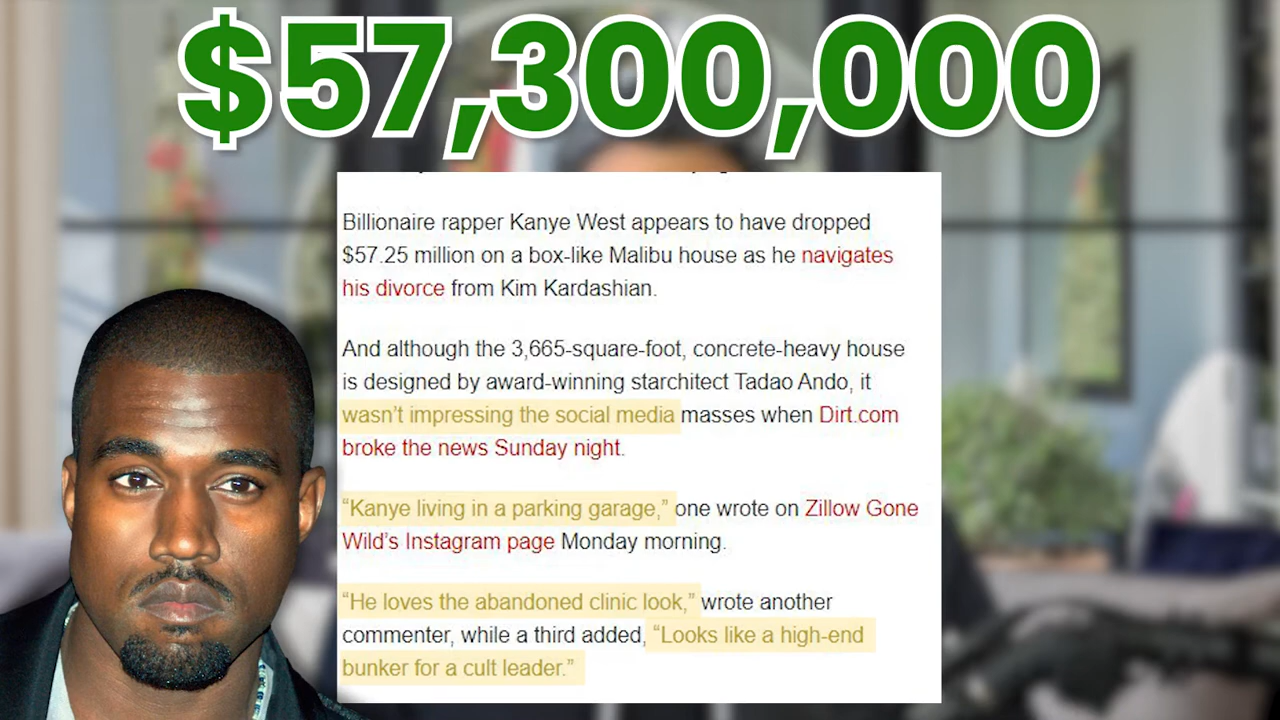 $57,300,000
Billionaire rapper Kanye West appears to have dropped
$57.25 million on a box-like Malibu house as he navigates
his divorce from Kim Kardashian.
And although the 3,665-square-foot, concrete-heavy house
is designed by award-winning starchitect Tadao Ando, it
wasn't impressing the social media masses when Dirt.com
broke the news Sunday night.
“Kanye living in a parking garage,” one wrote on Zillow Gone
Wild's Instagram page Monday morning.
“He loves the abandoned clinic look,” wrote another
commenter, while a third added, “Looks like a high-end
bunker for a cult leader.”